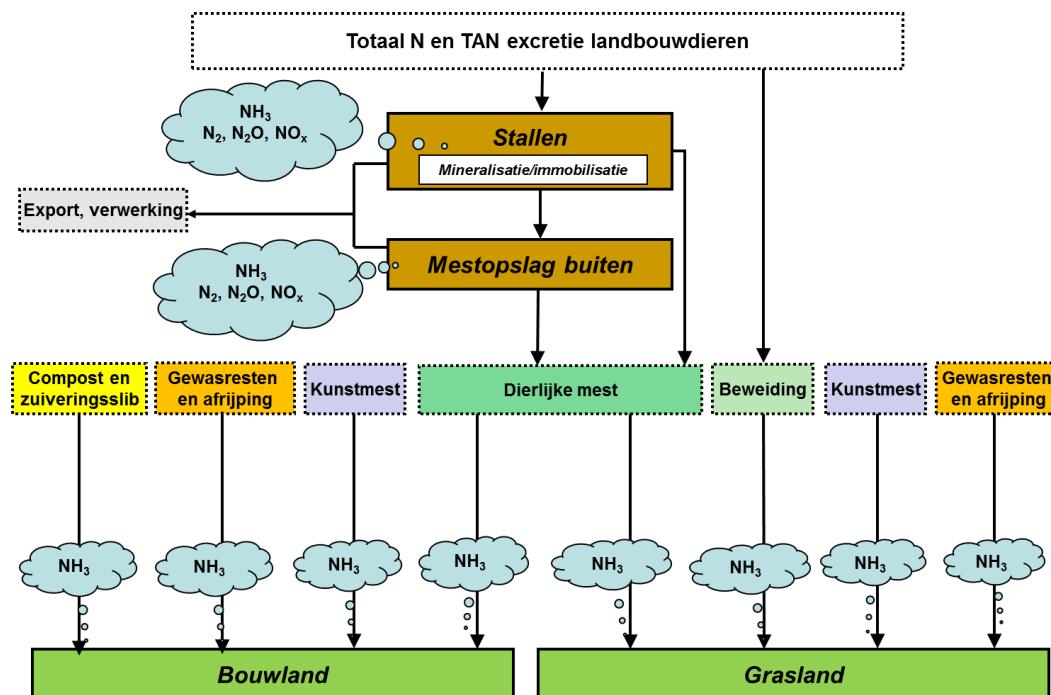 Totaal N en TAN excretie landbouwdieren
NH₃
N₂, N₂O, NOₓ
Stallen
Mineralisatie/immobilisatie
Export, verwerking
Mestopslag buiten
NH₃
N₂, N₂O, NOₓ
Compost en
zuiveringsslib
Gewasresten
en afrijping
Kunstmest
Dierlijke mest
Beweiding
Kunstmest
Gewasresten
en afrijping
NH₃
NH₃
NH₃
NH₃
NH₃
NH₃
NH₃
NH₃
Bouwland
Grasland